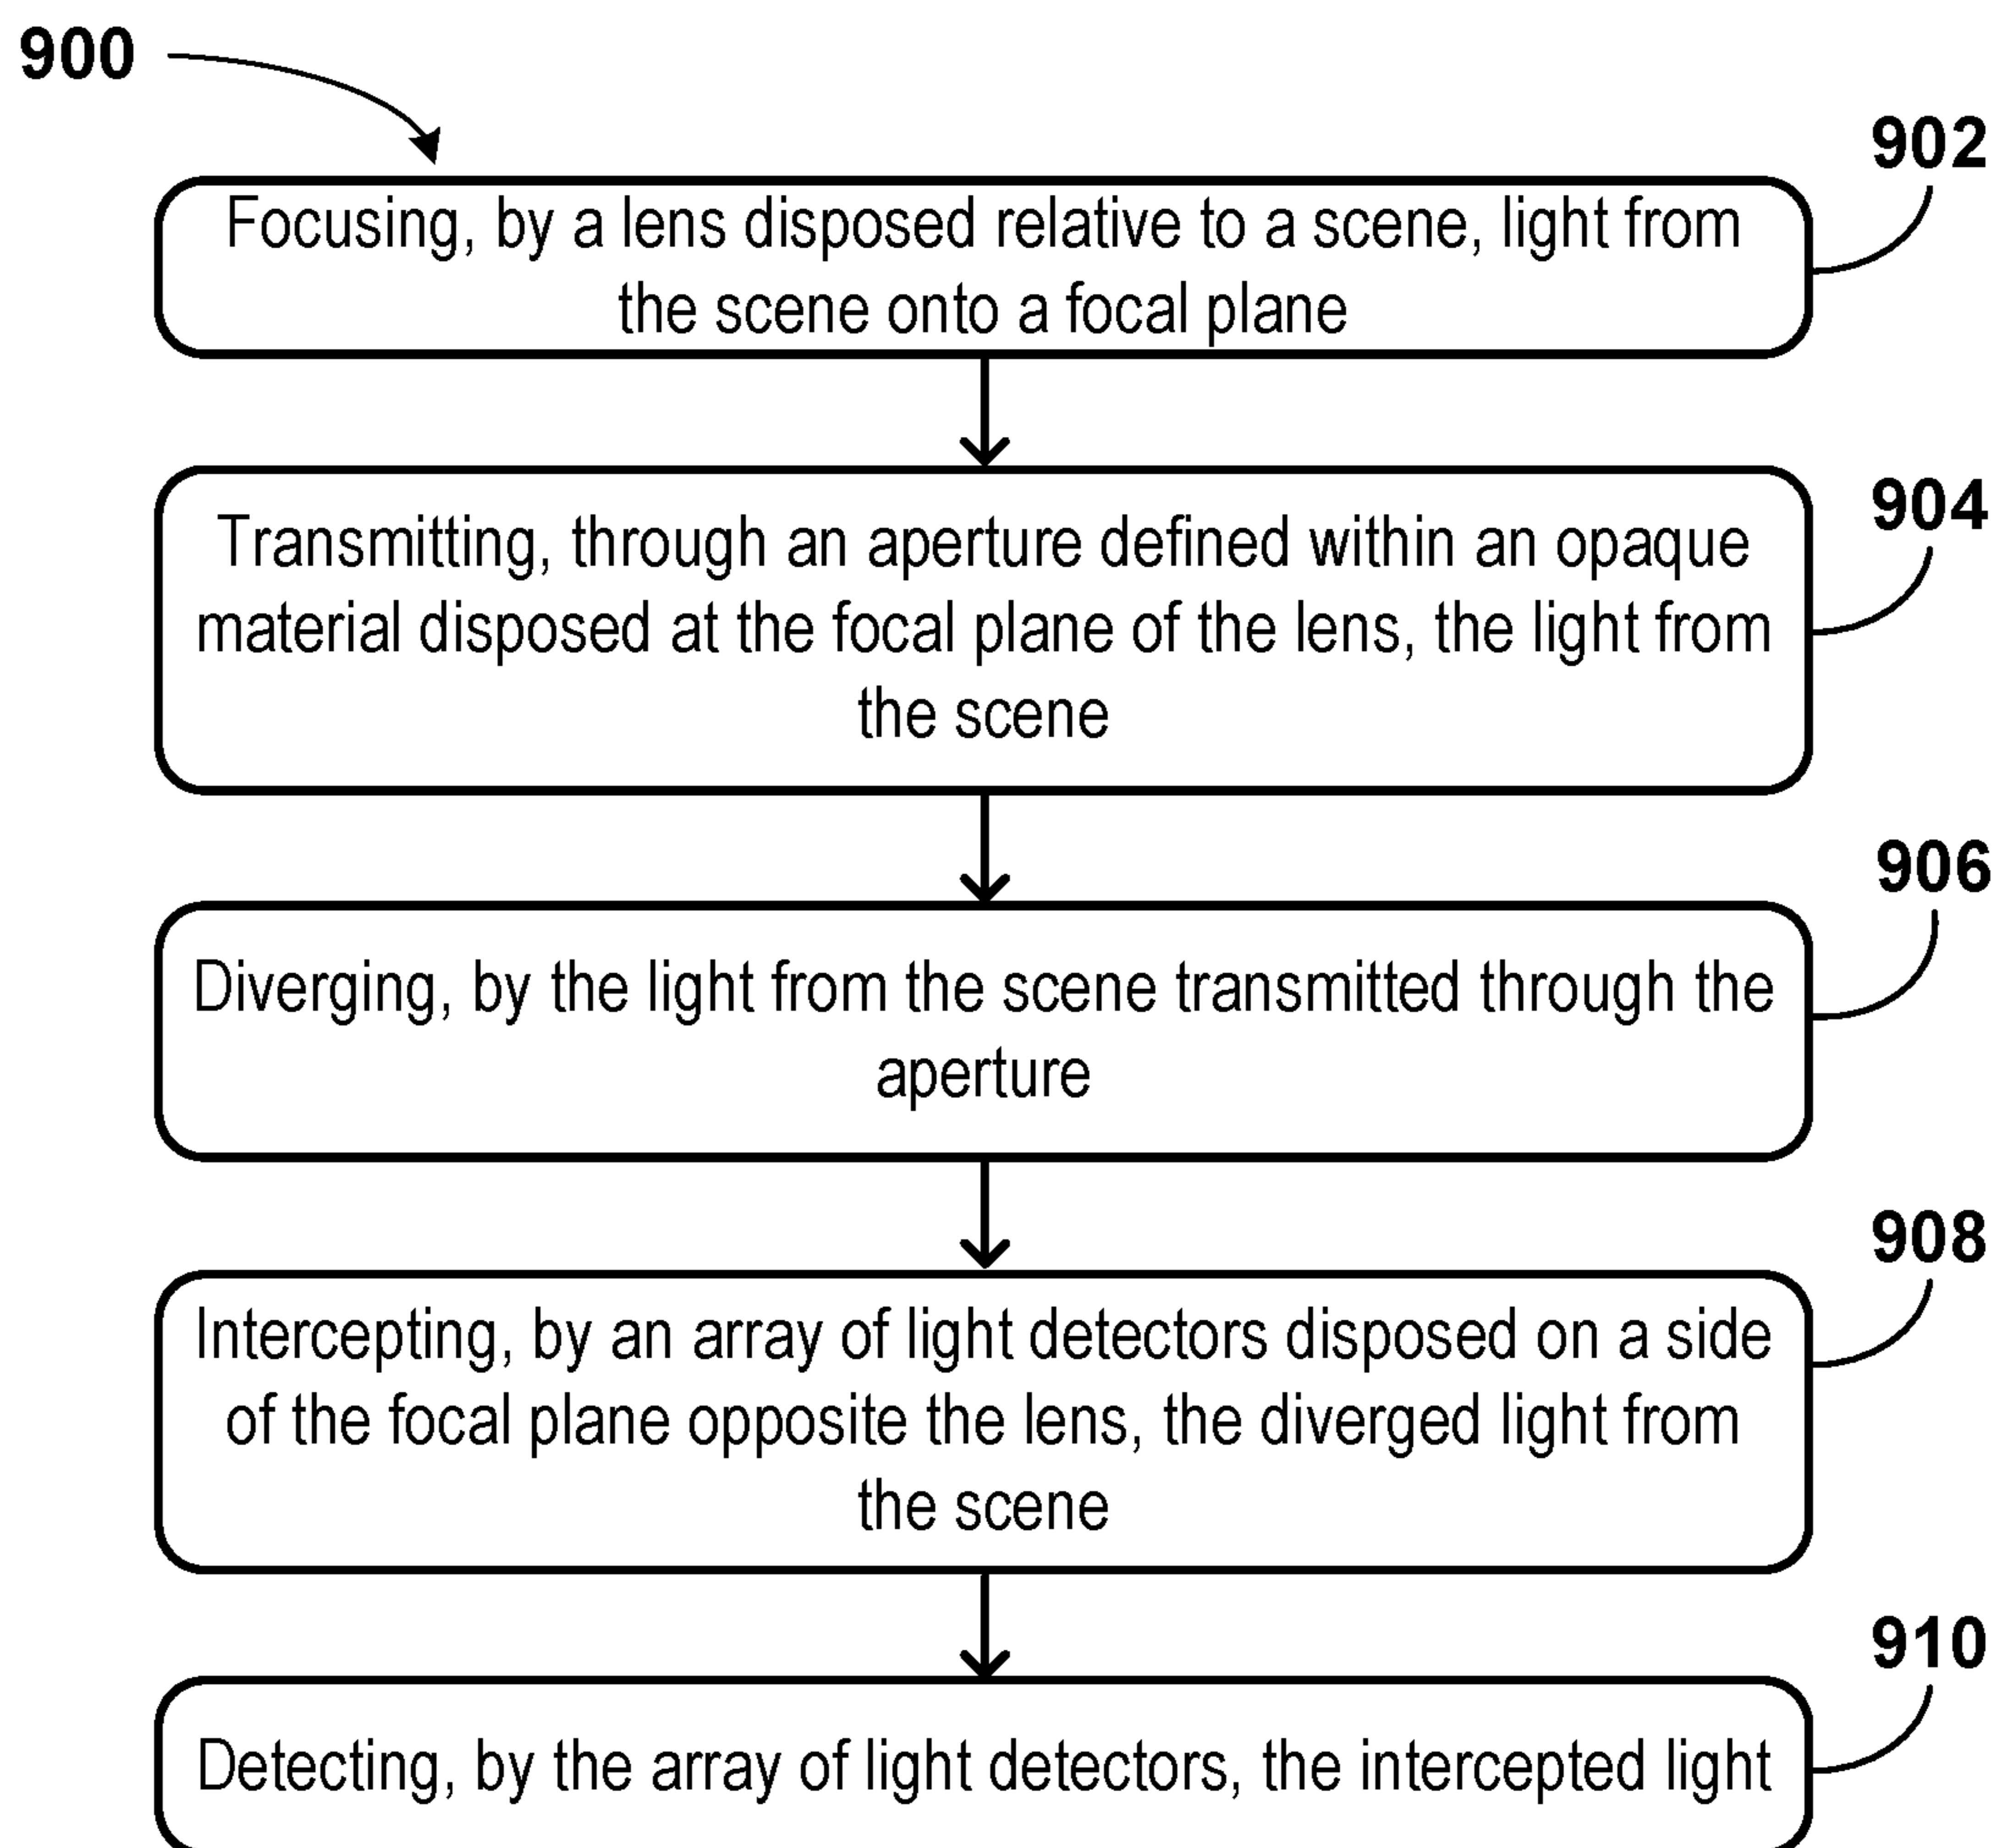 900
902
Focusing, by a lens disposed relative to a scene, light from
the scene onto a focal plane
904
Transmitting, through an aperture defined within an opaque
material disposed at the focal plane of the lens, the light from
the scene
906
Diverging, by the light from the scene transmitted through the
aperture
908
Intercepting, by an array of light detectors disposed on a side
of the focal plane opposite the lens, the diverged light from
the scene
910
Detecting, by the array of light detectors, the intercepted light